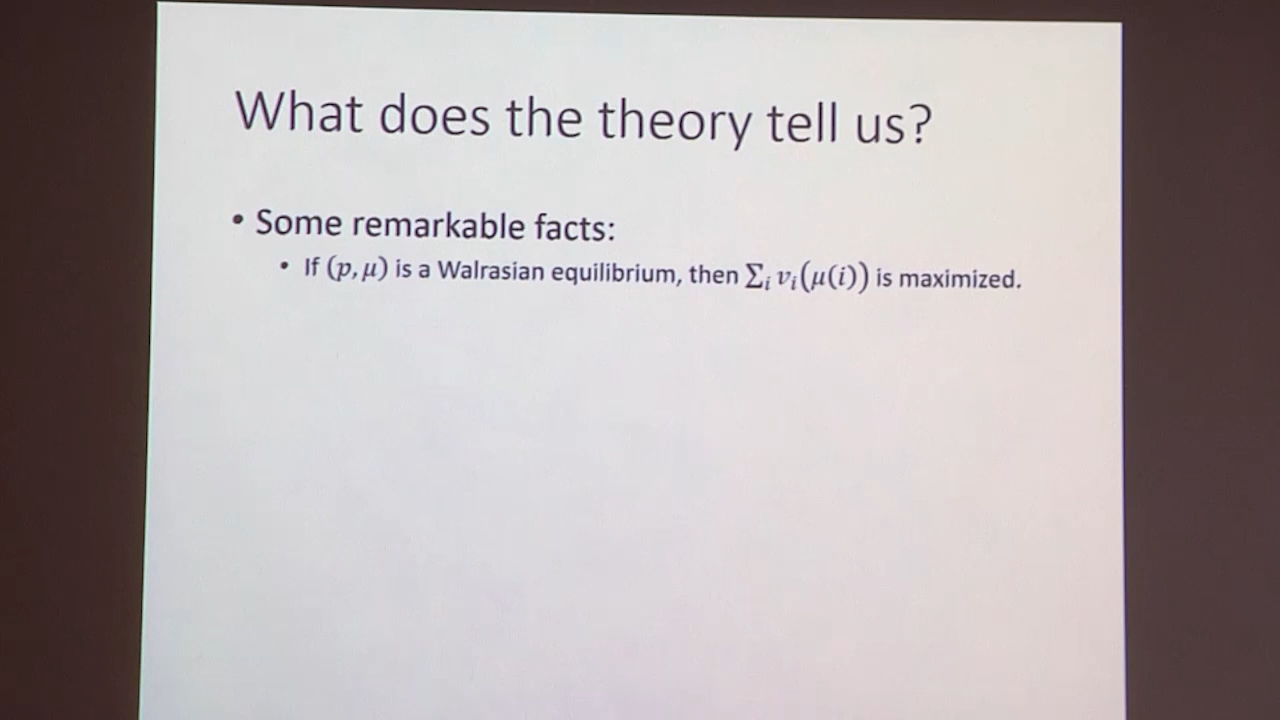 What does the theory tell us?
• Some remarkable facts:
• If (p, μ) is a Walrasian equilibrium, then ∑ᵢ vᵢ(μ(i)) is maximized.